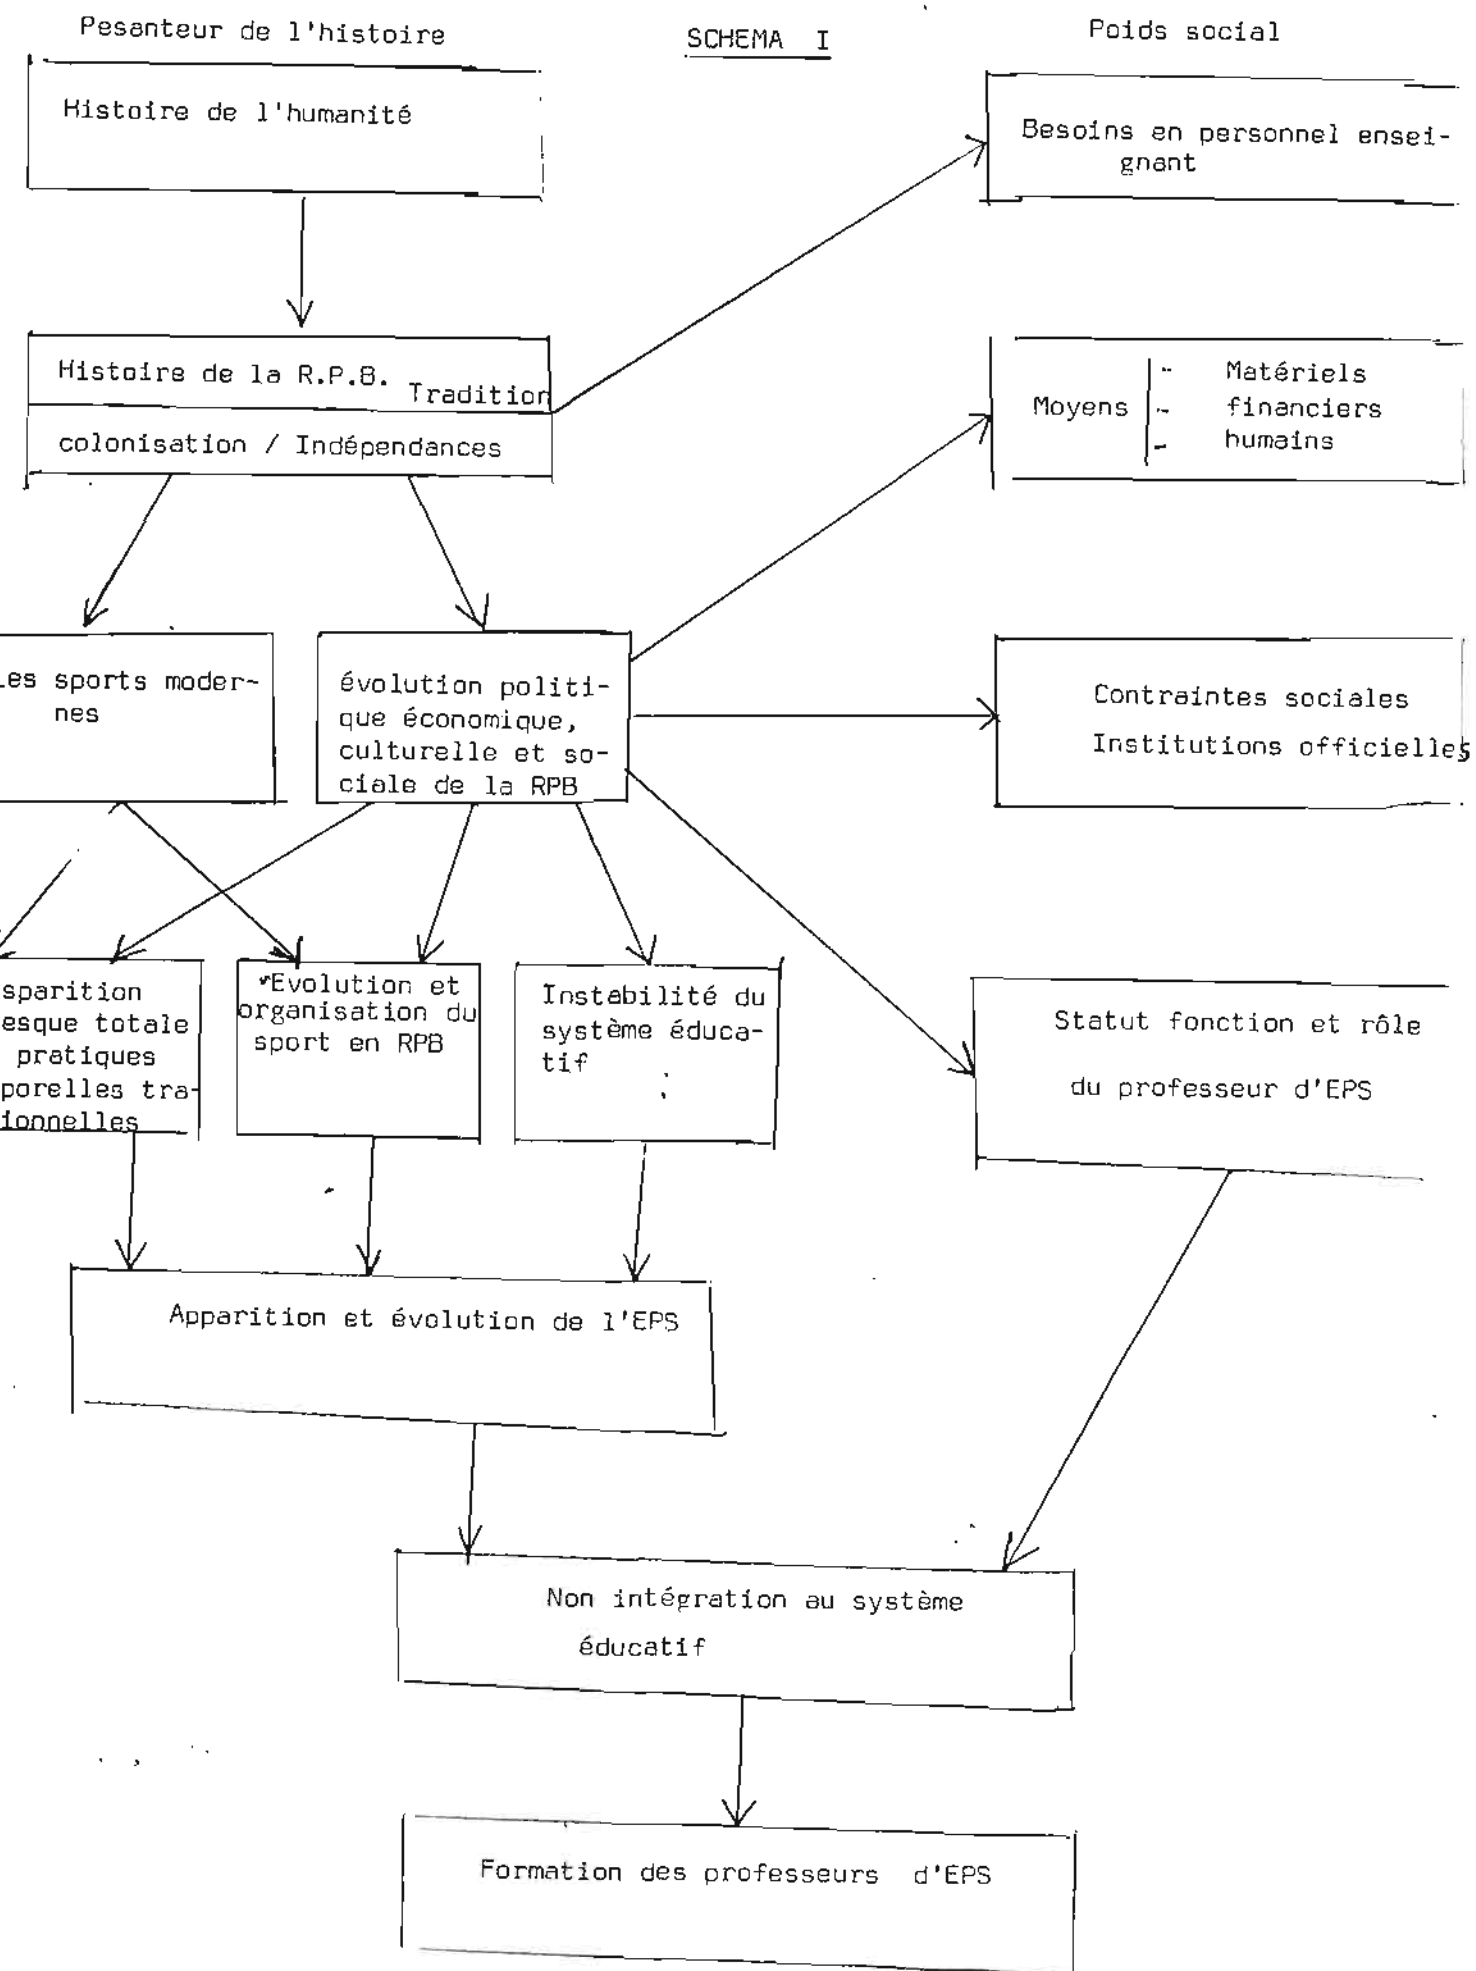 Pesanteur de l'histoire
SCHEMA I
Poids social
Histoire de l'humanité
Besoins en personnel ensei-
gnant
Histoire de la R.P.B. Tradition
colonisation / Indépendances
Moyens
- Matériels
- financiers
- humains
Les sports moder-
nes
évolution politi-
que économique,
culturelle et so-
ciale de la RPB
Contraintes sociales
Institutions officielles
sparition
esque totale
pratiques
porelles tra-
ionnelles
Evolution et
organisation du
sport en RPB
Instabilité du
système éduca-
tif
Statut fonction et rôle
du professeur d'EPS
Apparition et évolution de l'EPS
Non intégration au système
éducatif
Formation des professeurs d'EPS